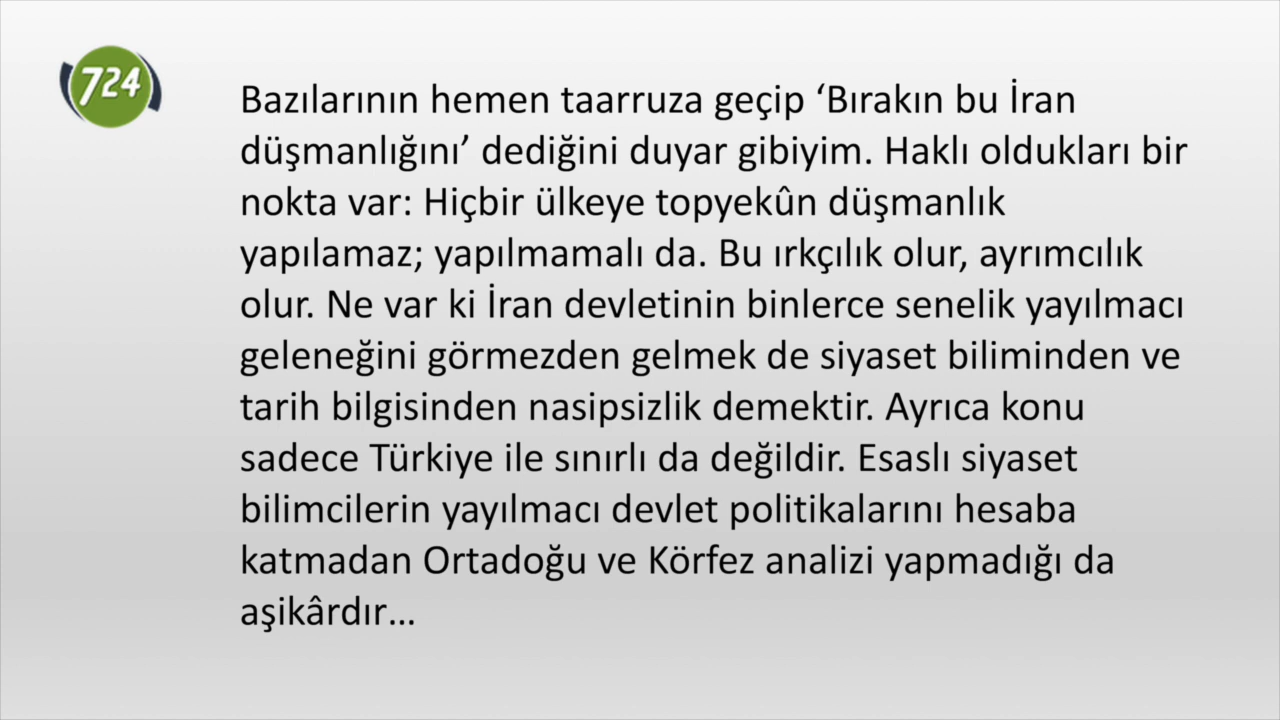 724
Bazılarının hemen taarruza geçip ‘Bırakın bu İran
düşmanlığını’ dediğini duyar gibiyim. Haklı oldukları bir
nokta var: Hiçbir ülkeye topyekûn düşmanlık
yapılamaz; yapılmamalı da. Bu ırkçılık olur, ayrımcılık
olur. Ne var ki İran devletinin binlerce senelik yayılmacı
geleneğini görmezden gelmek de siyaset biliminden ve
tarih bilgisinden nasipsizlik demektir. Ayrıca konu
sadece Türkiye ile sınırlı da değildir. Esaslı siyaset
bilimcilerin yayılmacı devlet politikalarını hesaba
katmadan Ortadoğu ve Körfez analizi yapmadığı da
aşikârdır…